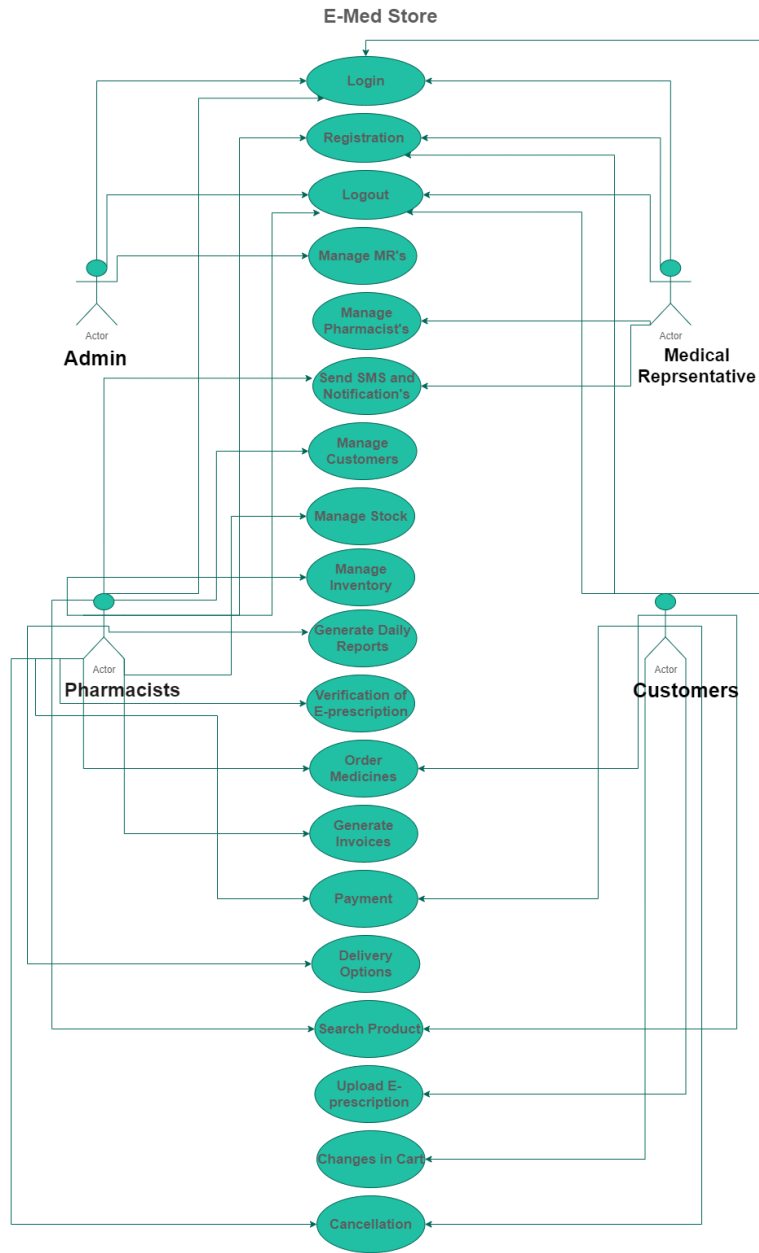 E-Med Store
Login
Registration
Logout
Manage MR's
Manage
Pharmacist's
Actor
Admin
Actor
Medical
Reprsentative
Send SMS and
Notification's
Manage
Customers
Manage Stock
Manage
Inventory
Generate Daily
Reports
Actor
Pharmacists
Actor
Customers
Verification of
E-prescription
Order
Medicines
Generate
Invoices
Payment
Delivery
Options
Search Product
Upload E-
prescription
Changes in Cart
Cancellation